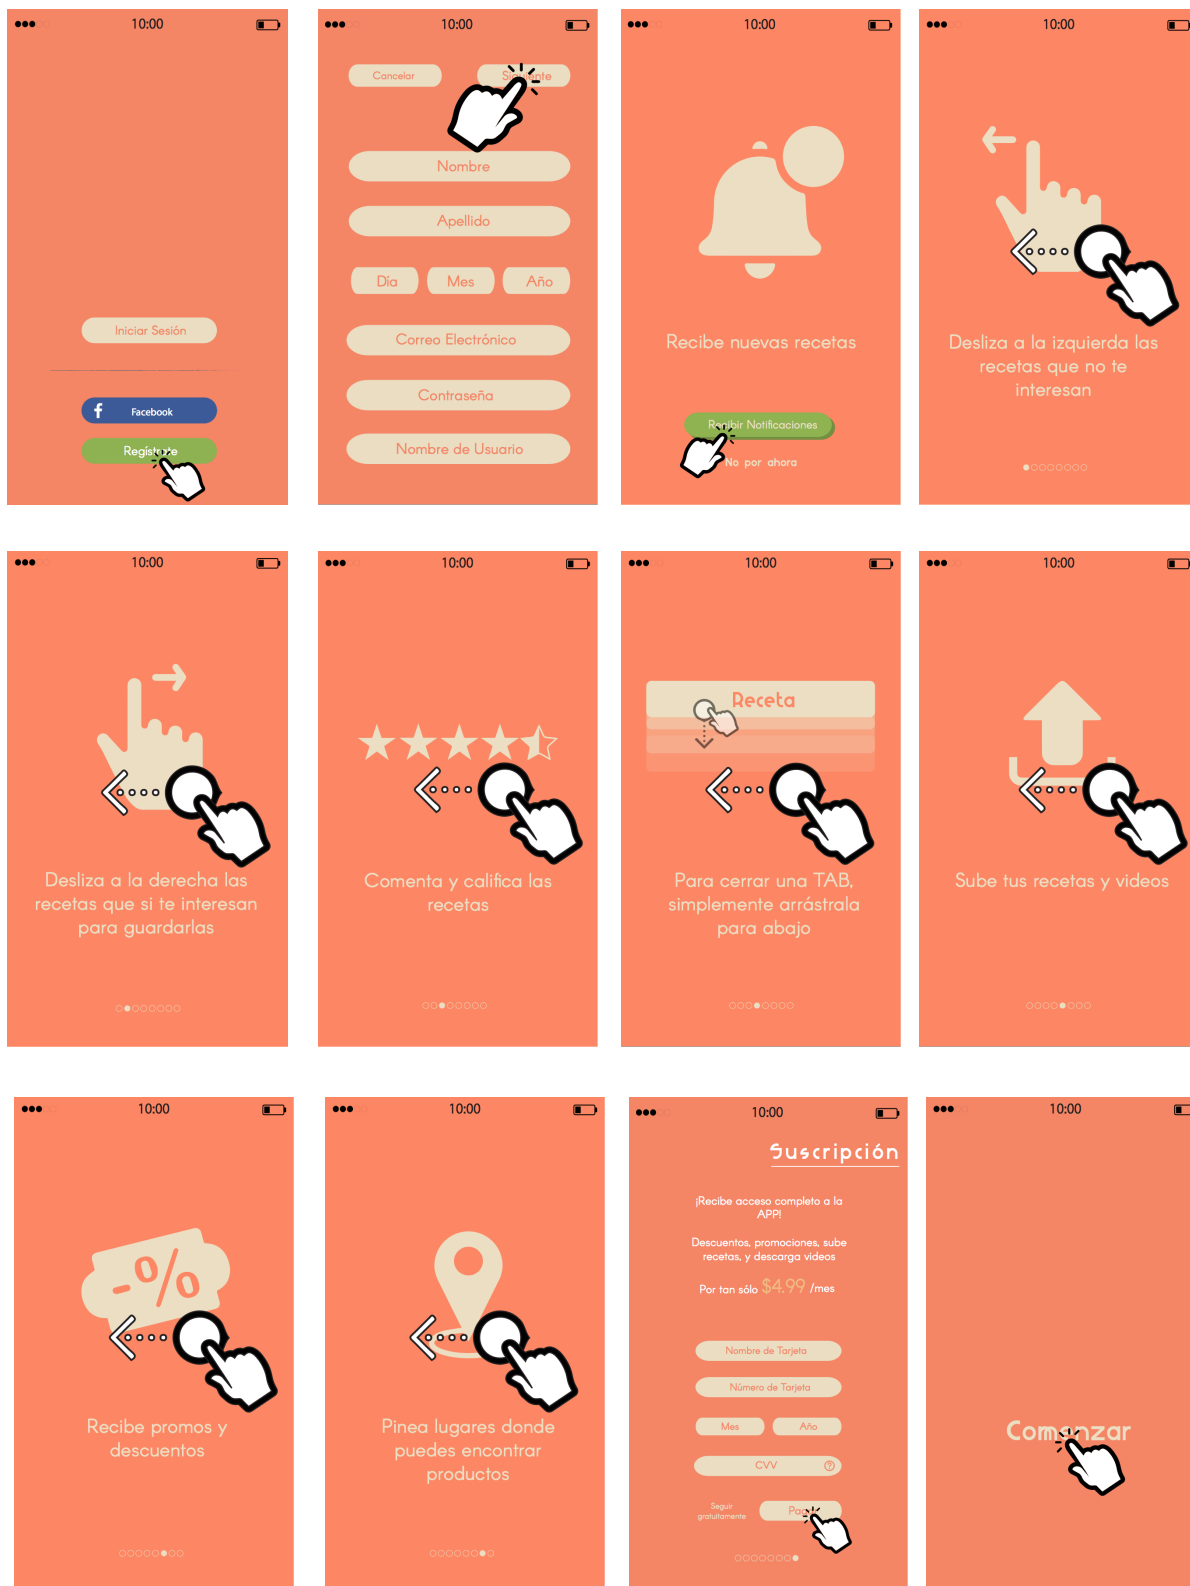 10:00
Iniciar Sesión
Facebook
Regístrate
10:00
Cancelar
Siguiente
Nombre
Apellido
Día
Mes
Año
Correo Electrónico
Contraseña
Nombre de Usuario
10:00
Recibe nuevas recetas
Recibir Notificaciones
No por ahora
10:00
Desliza a la izquierda las
recetas que no te
interesan
10:00
Desliza a la derecha las
recetas que si te interesan
para guardarlas
10:00
Comenta y califica las
recetas
10:00
Receta
Para cerrar una TAB,
simplemente arrástrala
para abajo
10:00
Sube tus recetas y videos
10:00
-%
Recibe promos y
descuentos
10:00
Pinea lugares donde
puedes encontrar
productos
10:00
Suscripción
¡Recibe acceso completo a la
APP!
Descuentos, promociones, sube
recetas, y descarga videos
Por tan sólo $4.99 /mes
Nombre de Tarjeta
Número de Tarjeta
Mes
Año
CVV
Seguir
gratuitamente
Pagar
10:00
Comenzar